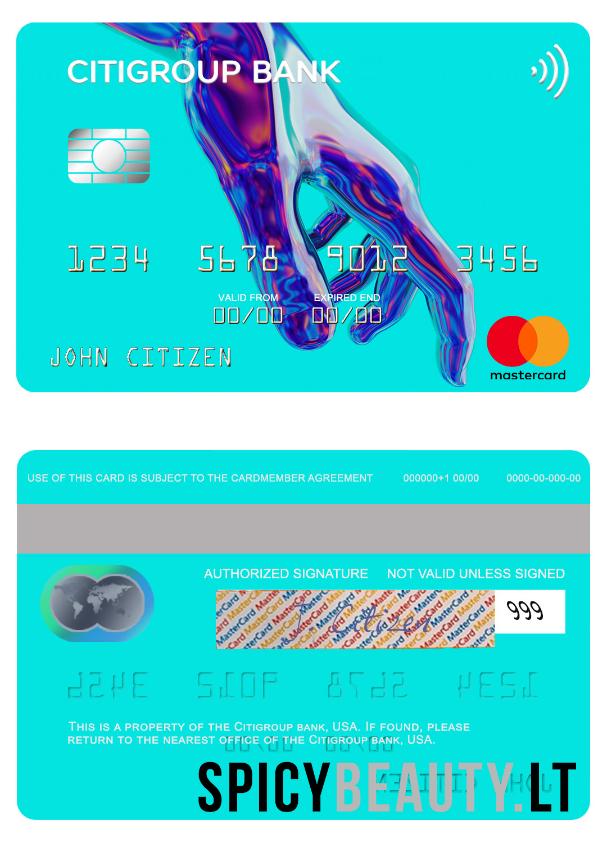 CITIGROUP BANK
1234 5678 9012 3456
VALID FROM EXPIRED END
00/00 00/00
JOHN CITIZEN
mastercard
USE OF THIS CARD IS SUBJECT TO THE CARDMEMBER AGREEMENT 000000+1 00/00 0000-00-000-00
AUTHORIZED SIGNATURE NOT VALID UNLESS SIGNED
MasterCard MasterCard MasterCard
999
THIS IS A PROPERTY OF THE CITIGROUP BANK, USA. IF FOUND, PLEASE
RETURN TO THE NEAREST OFFICE OF THE CITIGROUP BANK, USA.
SPICYBEAUTY.LT